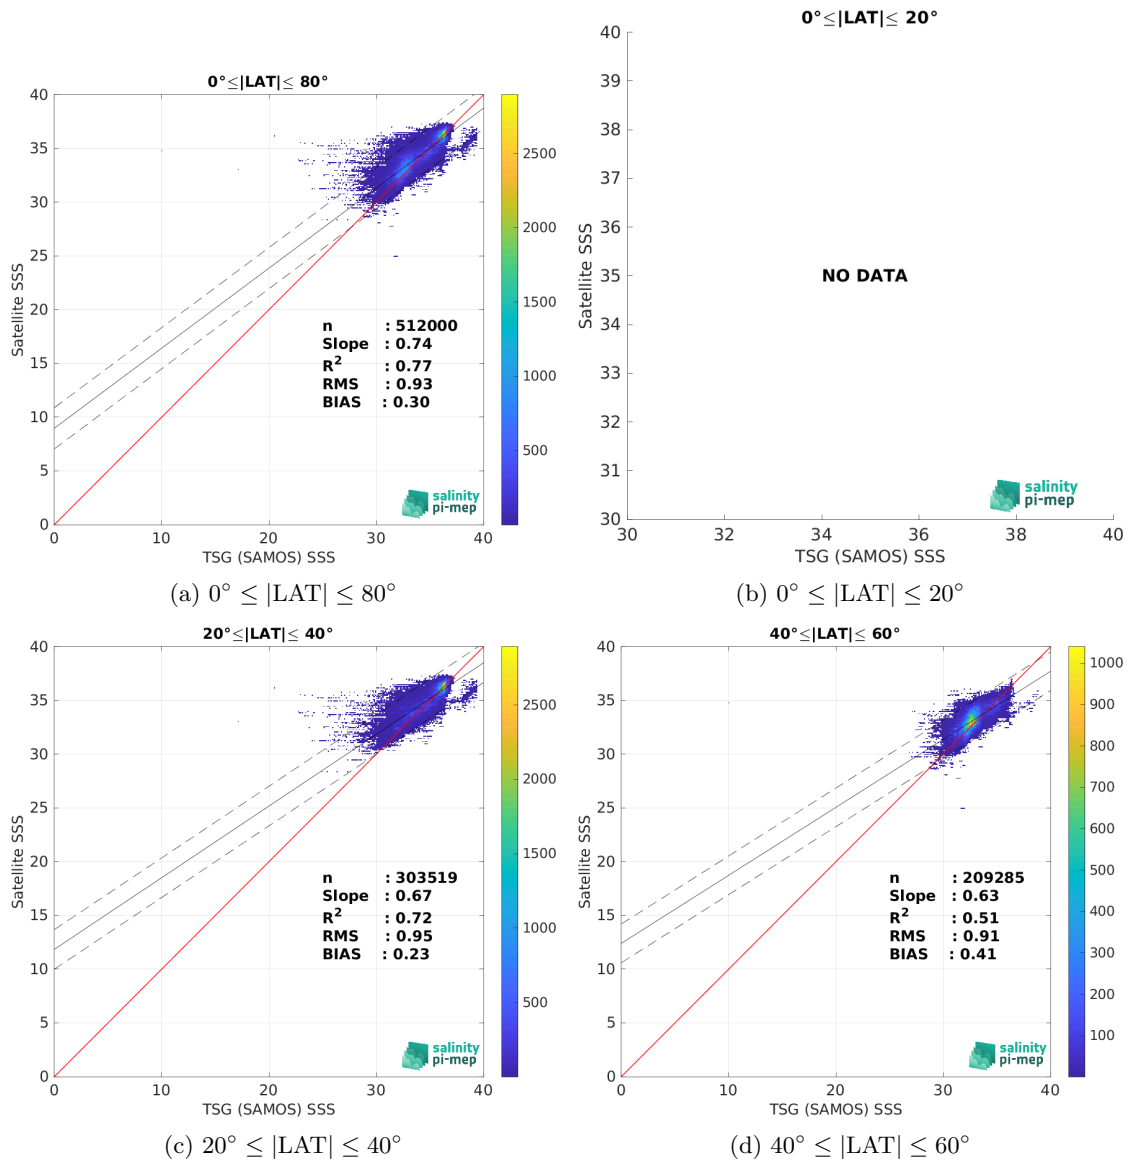 0°≤|LAT|≤ 80°
40
35
30
25
20
15
10
5
0
Satellite SSS
0
10
20
30
40
TSG (SAMOS) SSS
2500
2000
1500
1000
500
n : 512000
Slope : 0.74
R² : 0.77
RMS : 0.93
BIAS : 0.30
salinity
pi-mep
(a) 0° ≤ |LAT| ≤ 80°
0°≤|LAT|≤ 20°
40
39
38
37
36
35
34
33
32
31
30
Satellite SSS
NO DATA
30
32
34
36
38
40
TSG (SAMOS) SSS
salinity
pi-mep
(b) 0° ≤ |LAT| ≤ 20°
20°≤|LAT|≤ 40°
40
35
30
25
20
15
10
5
0
Satellite SSS
0
10
20
30
40
TSG (SAMOS) SSS
2500
2000
1500
1000
500
n : 303519
Slope : 0.67
R² : 0.72
RMS : 0.95
BIAS : 0.23
salinity
pi-mep
(c) 20° ≤ |LAT| ≤ 40°
40°≤|LAT|≤ 60°
40
35
30
25
20
15
10
5
0
Satellite SSS
0
10
20
30
40
TSG (SAMOS) SSS
1000
900
800
700
600
500
400
300
200
100
n : 209285
Slope : 0.63
R² : 0.51
RMS : 0.91
BIAS : 0.41
salinity
pi-mep
(d) 40° ≤ |LAT| ≤ 60°